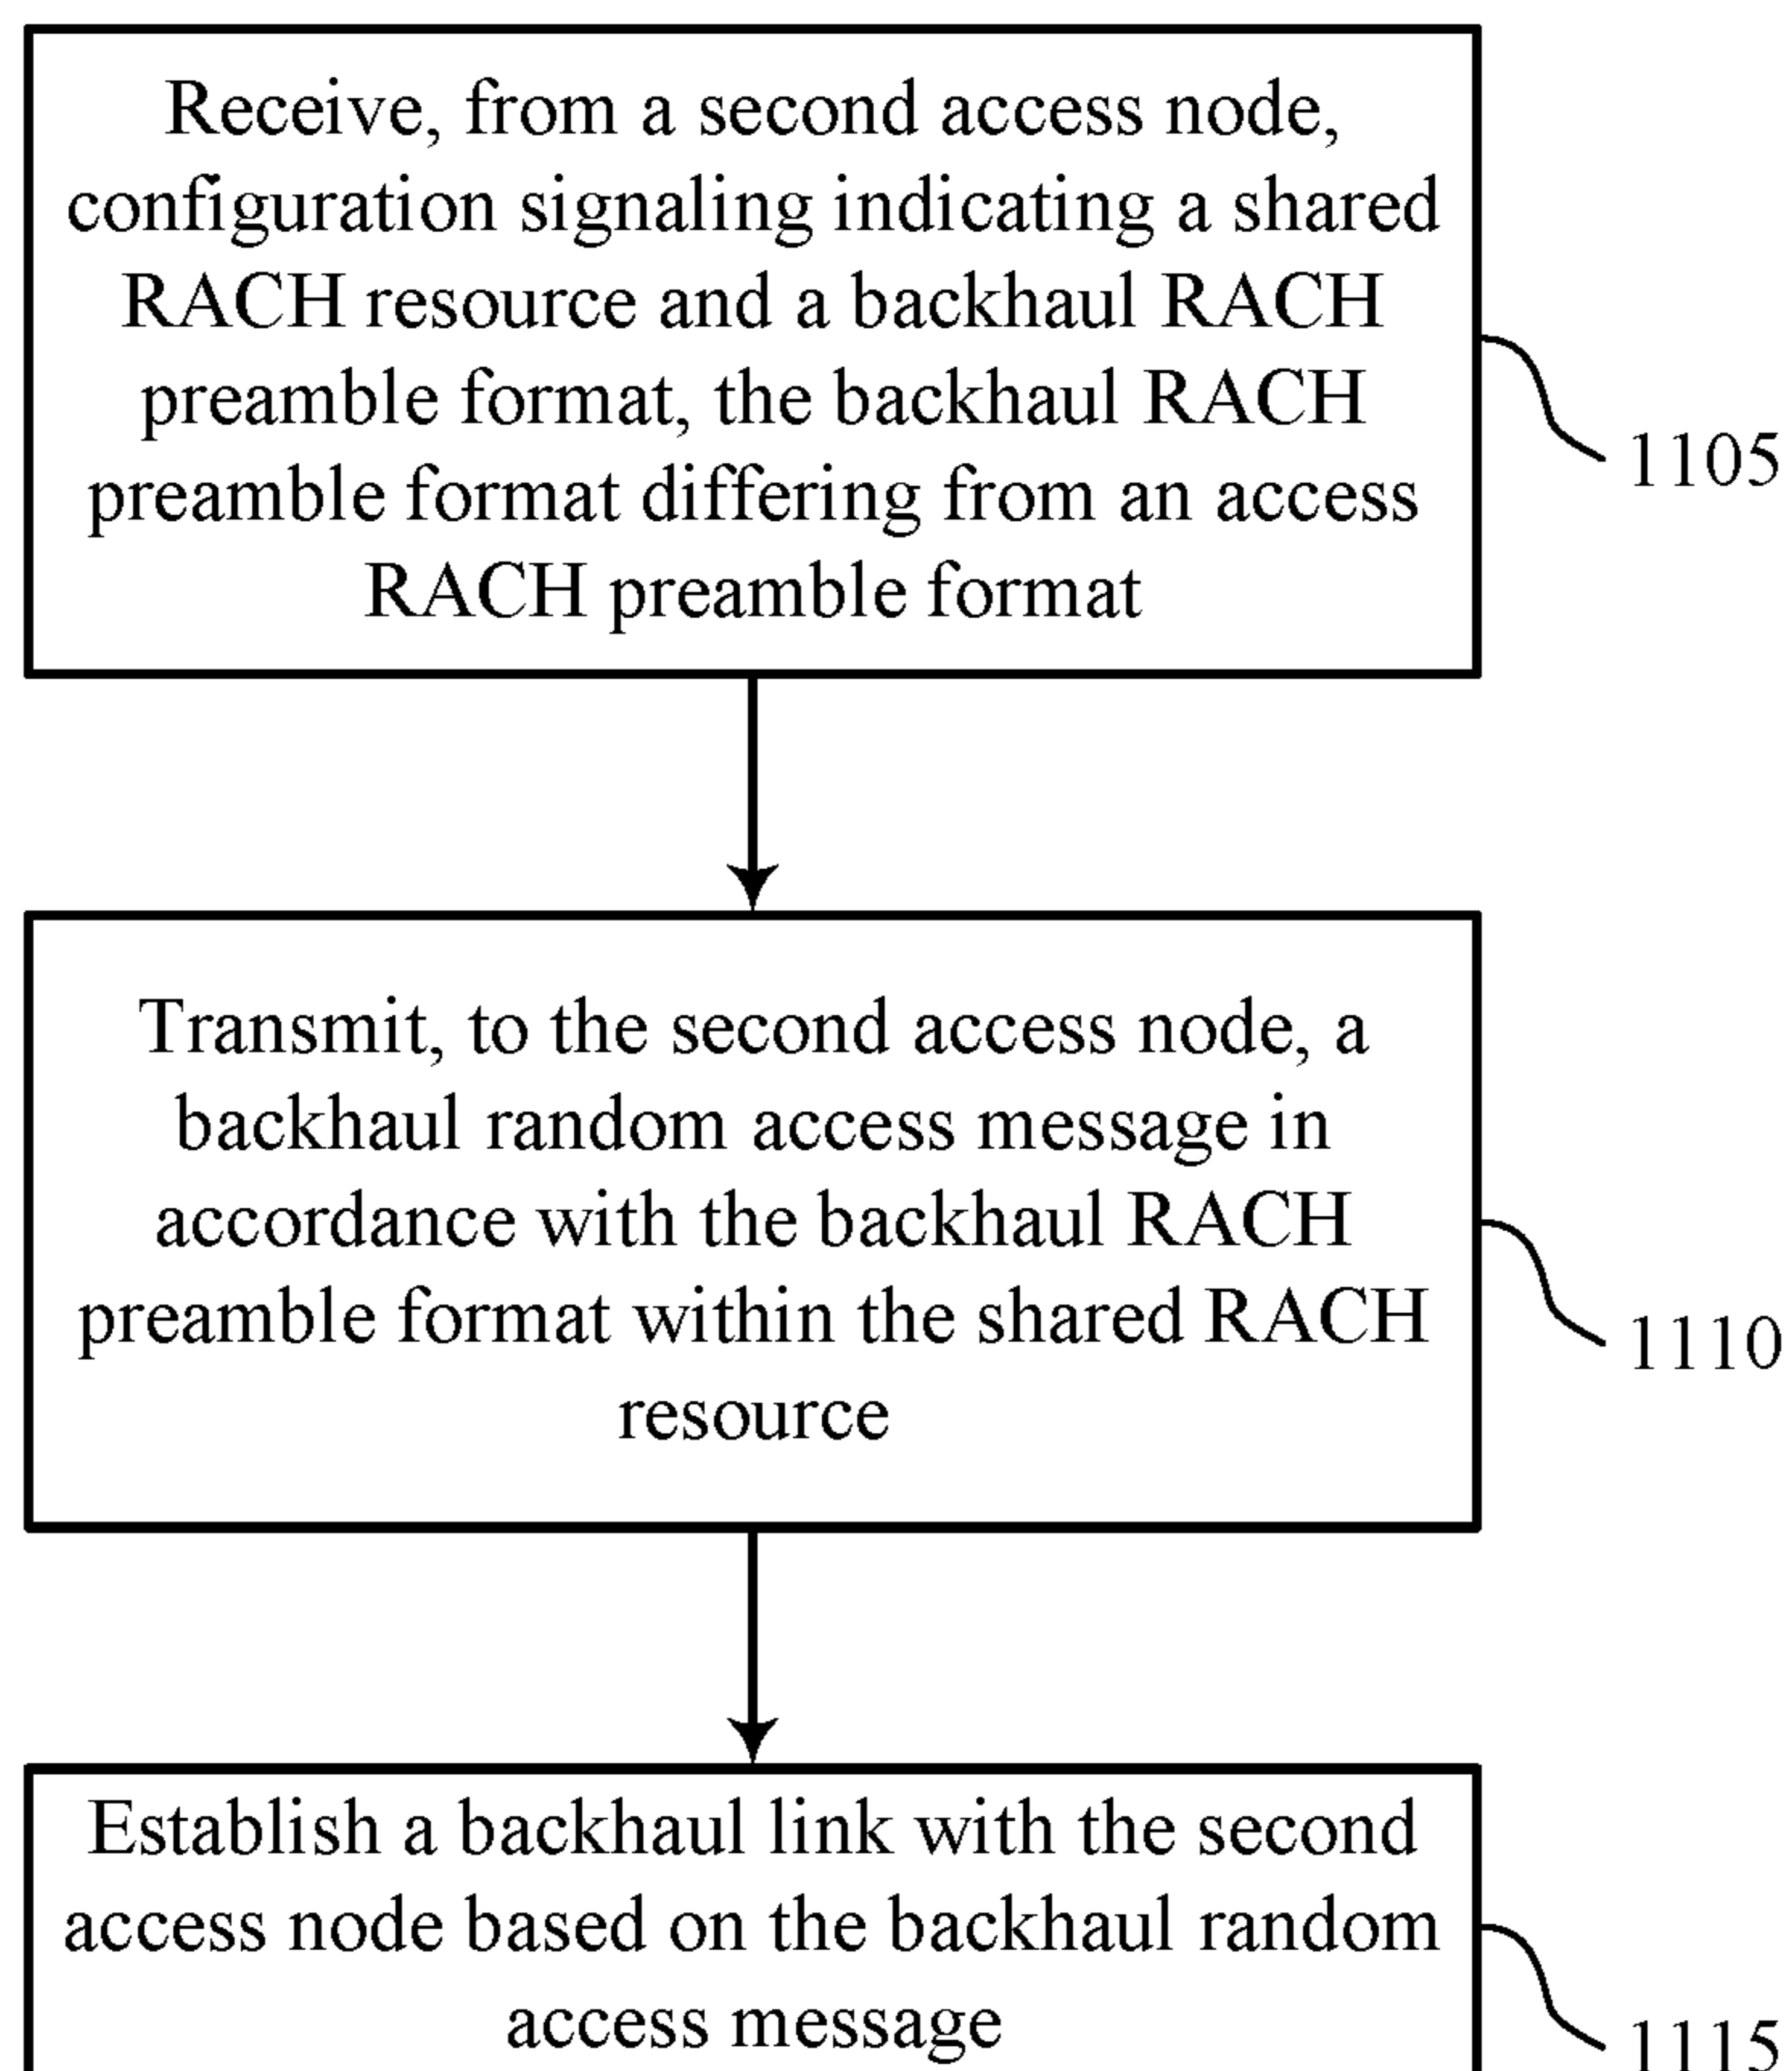 Receive, from a second access node,
configuration signaling indicating a shared
RACH resource and a backhaul RACH
preamble format, the backhaul RACH
preamble format differing from an access
RACH preamble format
1105
Transmit, to the second access node, a
backhaul random access message in
accordance with the backhaul RACH
preamble format within the shared RACH
resource
1110
Establish a backhaul link with the second
access node based on the backhaul random
access message
1115